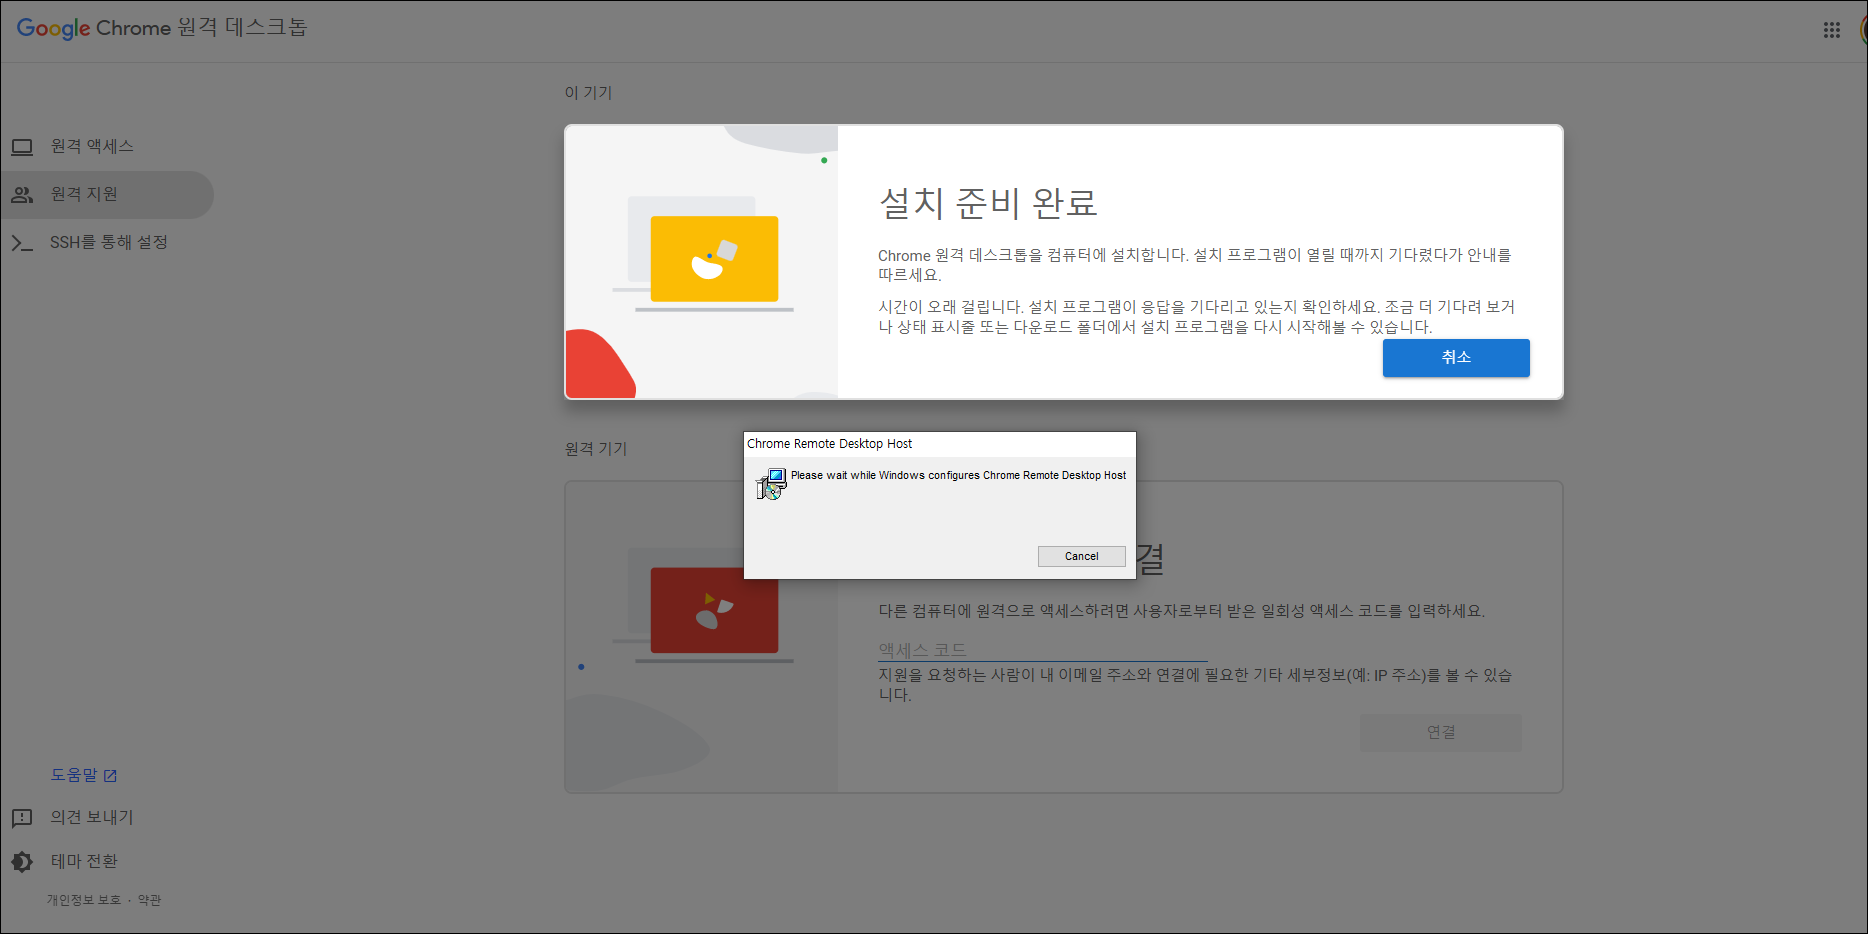 Google Chrome 원격 데스크톱
원격 액세스
원격 지원
SSH를 통해 설정
이 기기
설치 준비 완료
Chrome 원격 데스크톱을 컴퓨터에 설치합니다. 설치 프로그램이 열릴 때까지 기다렸다가 안내를
따르세요.
시간이 오래 걸립니다. 설치 프로그램이 응답을 기다리고 있는지 확인하세요. 조금 더 기다려 보거
나 상태 표시줄 또는 다운로드 폴더에서 설치 프로그램을 다시 시작해볼 수 있습니다.
취소
원격 기기
Chrome Remote Desktop Host
Please wait while Windows configures Chrome Remote Desktop Host
Cancel
결
다른 컴퓨터에 원격으로 액세스하려면 사용자로부터 받은 일회성 액세스 코드를 입력하세요.
액세스 코드
지원을 요청하는 사람이 내 이메일 주소와 연결에 필요한 기타 세부정보(예: IP 주소)를 볼 수 있습
니다.
연결
도움말
의견 보내기
테마 전환
개인정보 보호 · 약관